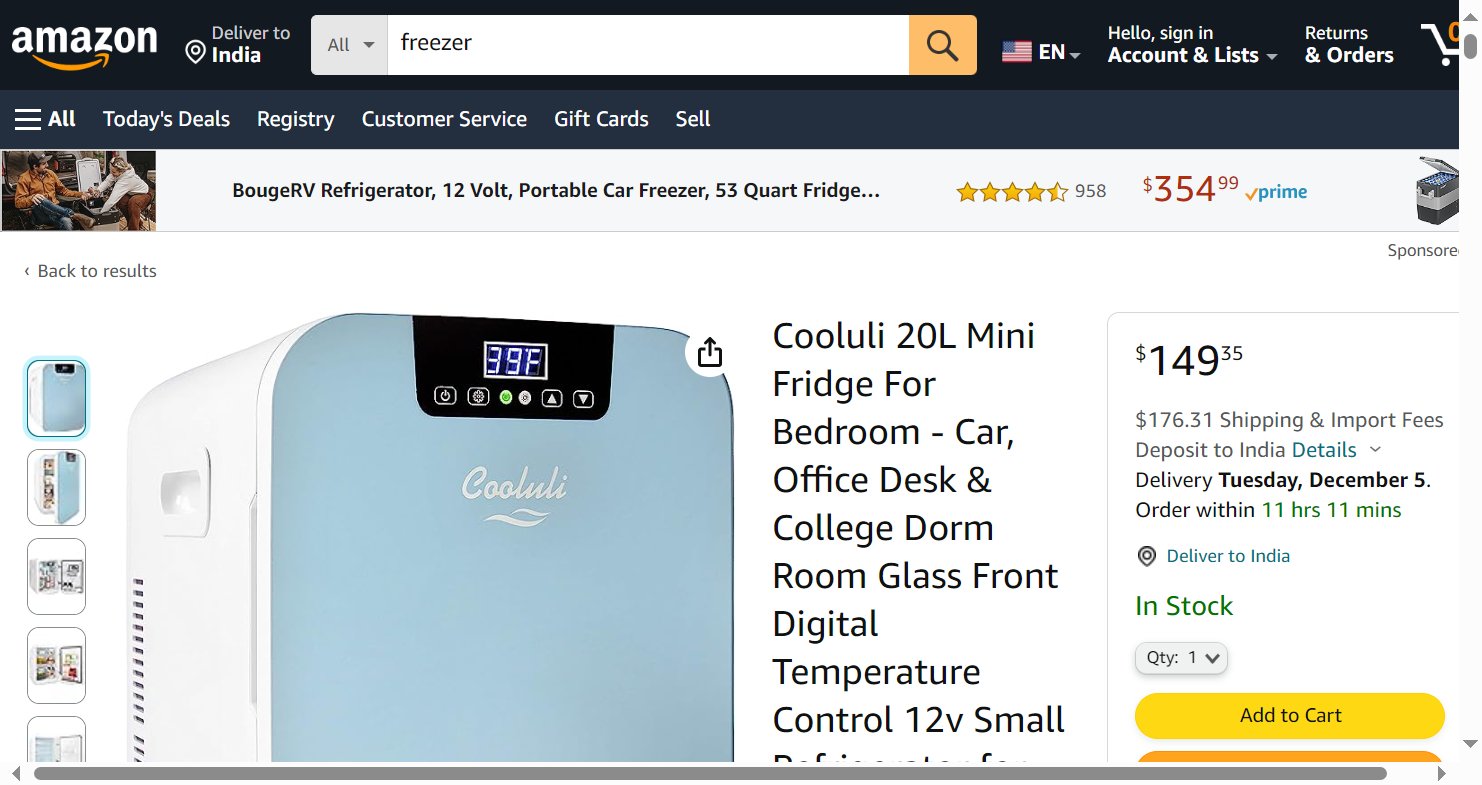 amazon
Deliver to
India
All
freezer
EN
Hello, sign in
Account & Lists
Returns
& Orders
0
All
Today's Deals
Registry
Customer Service
Gift Cards
Sell
BougeRV Refrigerator, 12 Volt, Portable Car Freezer, 53 Quart Fridge...
958
$354 99
prime
Sponsore
‹ Back to results
39F
Cooluli
Cooluli 20L Mini
Fridge For
Bedroom - Car,
Office Desk &
College Dorm
Room Glass Front
Digital
Temperature
Control 12v Small
Refrigerator for
$149 35
$176.31 Shipping & Import Fees
Deposit to India Details
Delivery Tuesday, December 5.
Order within 11 hrs 11 mins
Deliver to India
In Stock
Qty: 1
Add to Cart